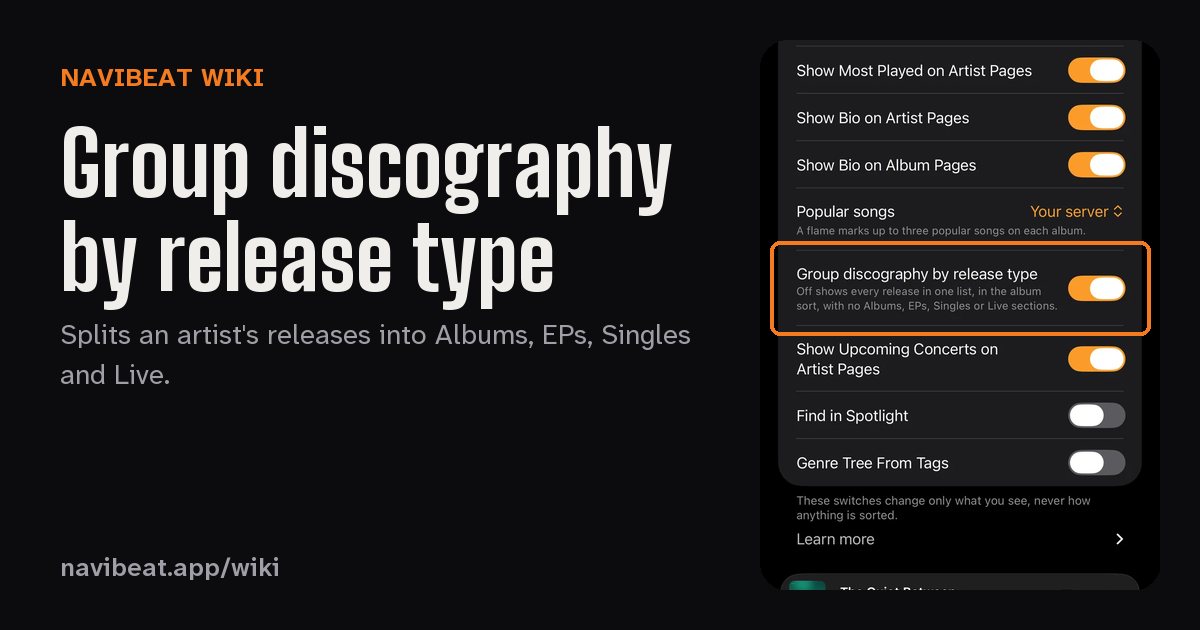 NAVIBEAT WIKI
Group discography
by release type
Splits an artist's releases into Albums, EPs, Singles
and Live.
navibeat.app/wiki
Show Most Played on Artist Pages
Show Bio on Artist Pages
Show Bio on Album Pages
Popular songs
Your server
A flame marks up to three popular songs on each album.
Group discography by release type
Off shows every release in one list, in the album
sort, with no Albums, EPs, Singles or Live sections.
Show Upcoming Concerts on
Artist Pages
Find in Spotlight
Genre Tree From Tags
These switches change only what you see, never how
anything is sorted.
Learn more
The Quiet Between